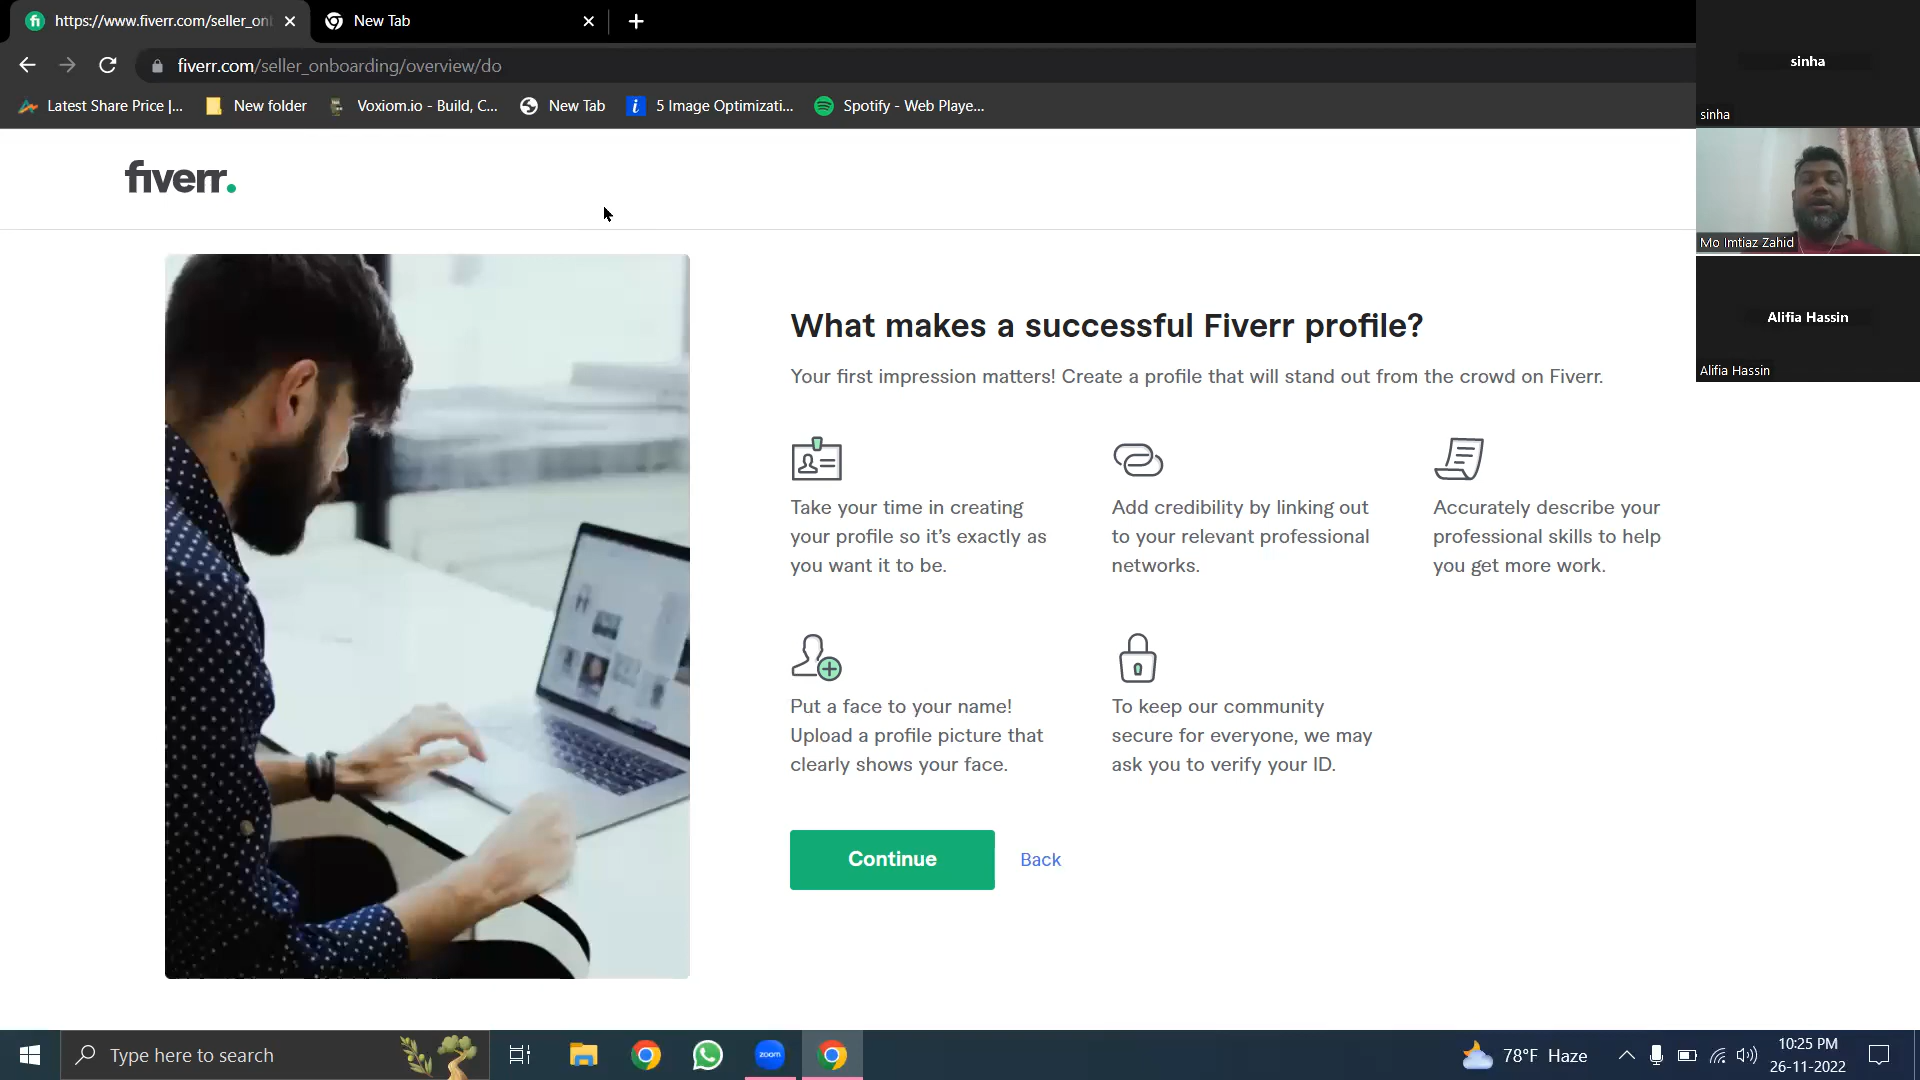 https://www.fiverr.com/seller_on
New Tab
fiverr.com/seller_onboarding/overview/do
Latest Share Price |...
New folder
Voxiom.io - Build, C...
New Tab
5 Image Optimizati...
Spotify - Web Playe...
sinha
sinha
Mo Imtiaz Zahid
Alifia Hassin
Alifia Hassin
fiverr.
What makes a successful Fiverr profile?
Your first impression matters! Create a profile that will stand out from the crowd on Fiverr.
Take your time in creating
your profile so it's exactly as
you want it to be.
Add credibility by linking out
to your relevant professional
networks.
Accurately describe your
professional skills to help
you get more work.
Put a face to your name!
Upload a profile picture that
clearly shows your face.
To keep our community
secure for everyone, we may
ask you to verify your ID.
Continue
Back
Type here to search
zoom
78°F Haze
10:25 PM
26-11-2022